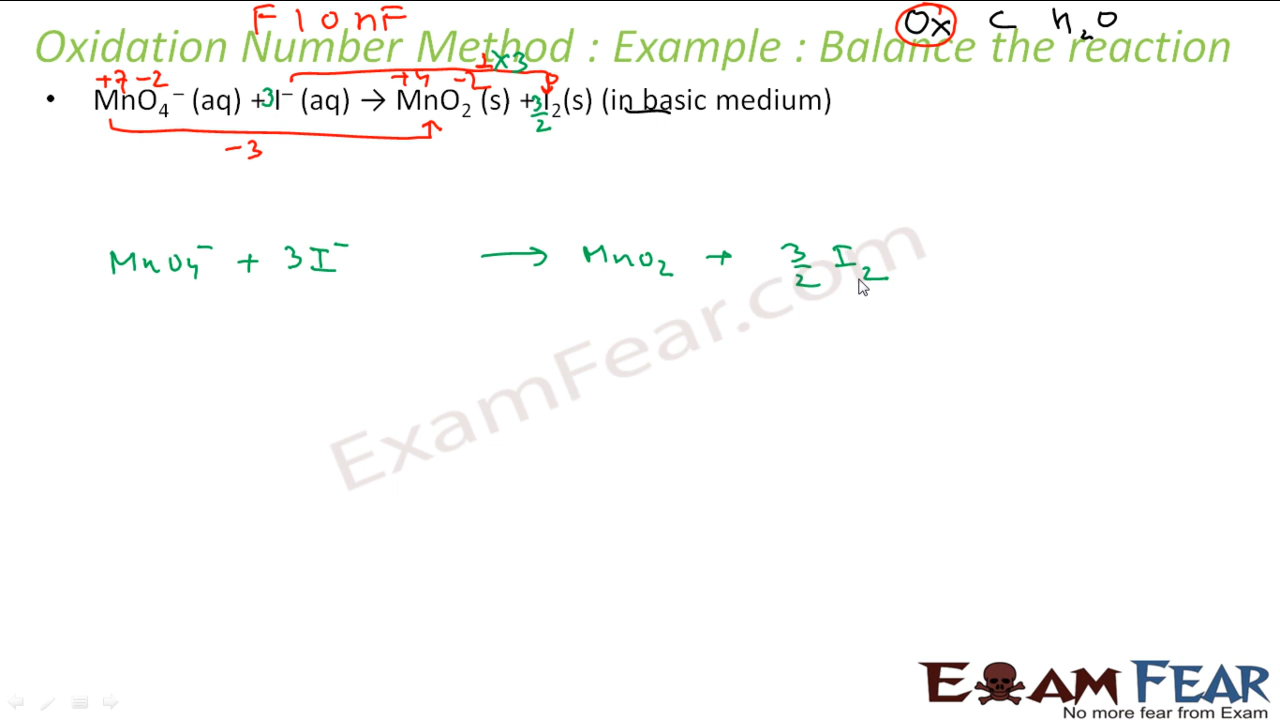 F I O n F
Ox C H₂O
Oxidation Number Method : Example : Balance the reaction
+7 -2 +4 -2 1 x3 0
• MnO₄⁻ (aq) + 3I⁻ (aq) → MnO₂ (s) + 3/2 I₂(s) (in basic medium)
-3
MnO₄⁻ + 3I⁻ → MnO₂ + 3/2 I₂
ExamFear.com
EXAM FEAR
No more fear from Exam